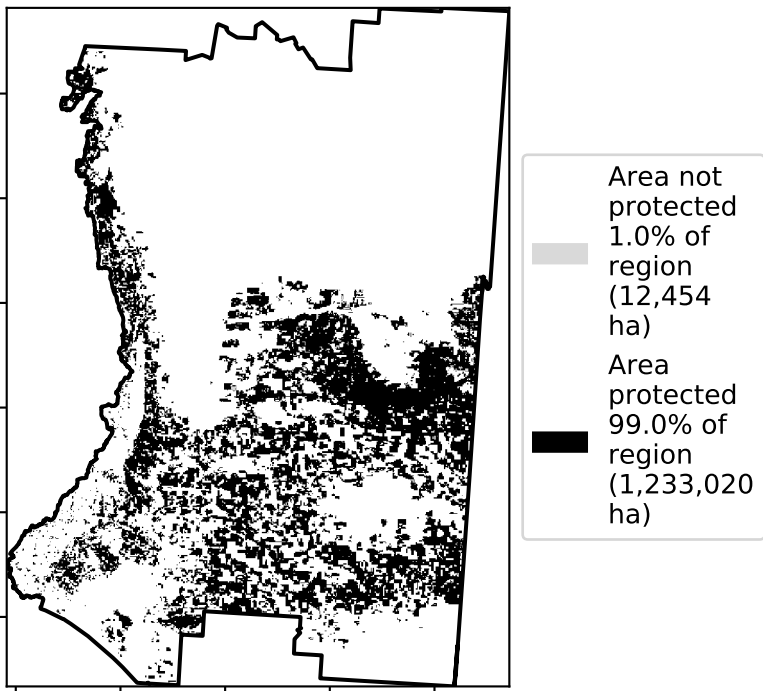 Area not
protected
1.0% of
region
(12,454
ha)
Area
protected
99.0% of
region
(1,233,020
ha)